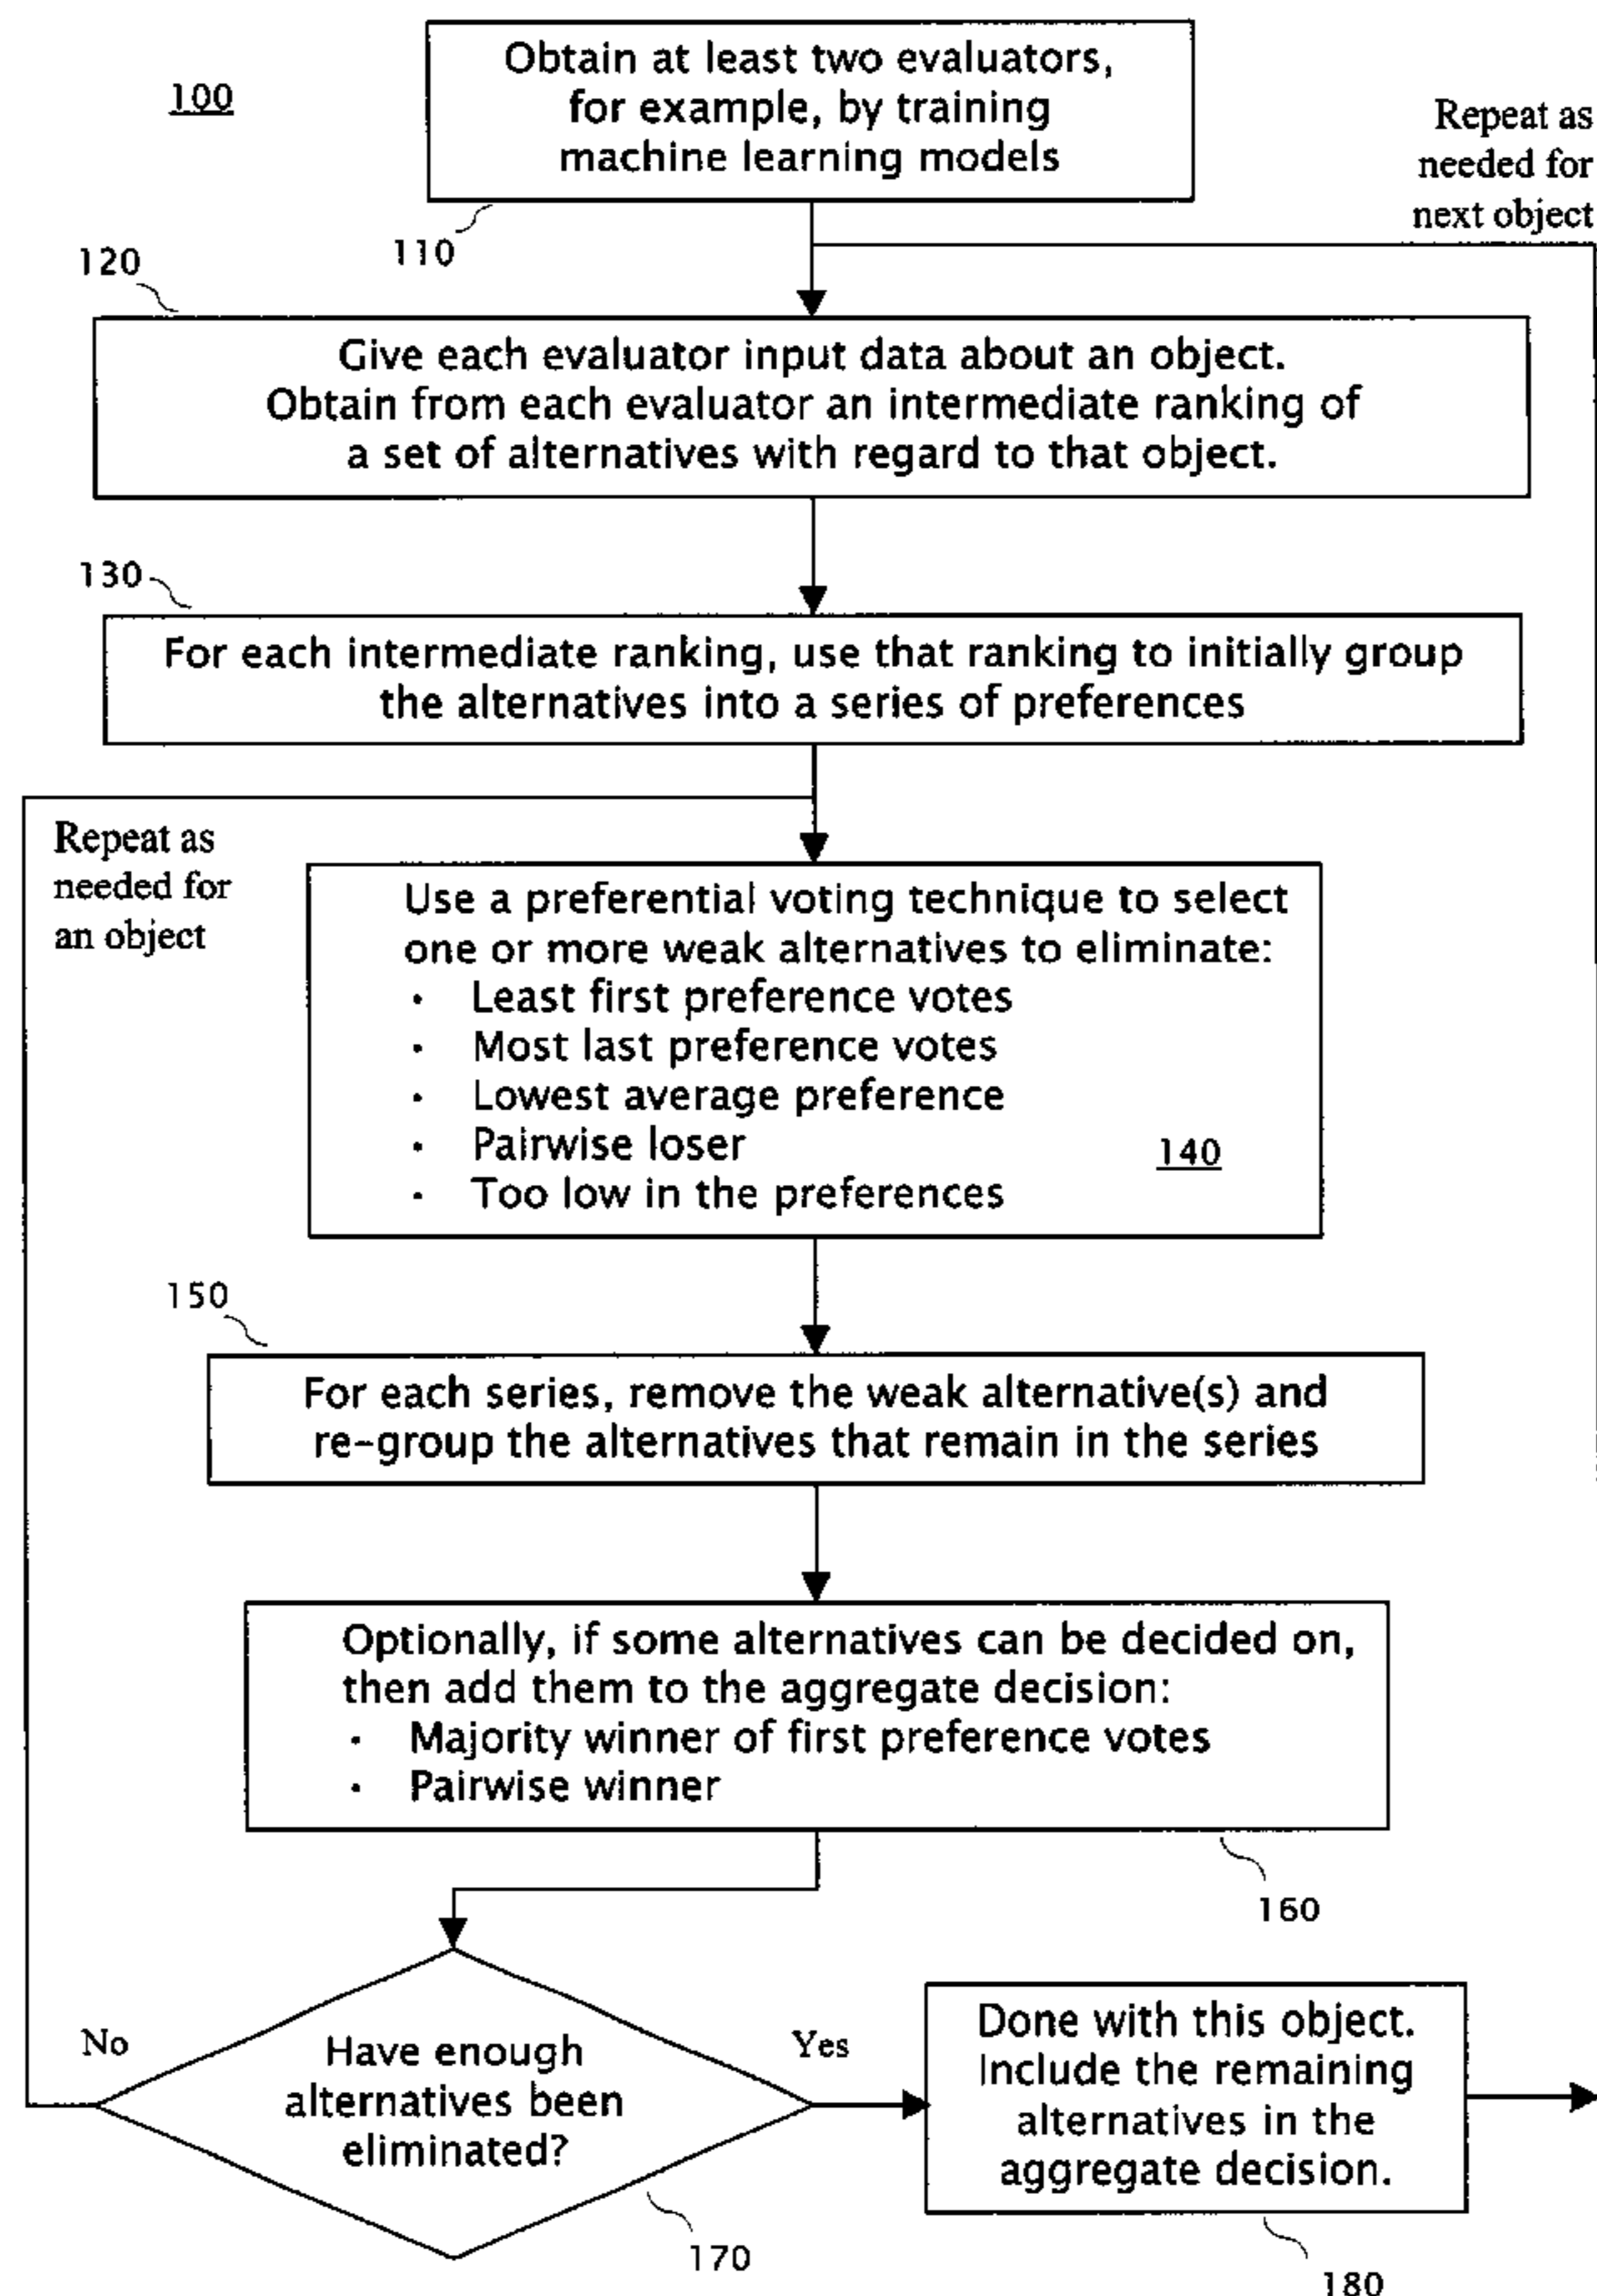 100
Obtain at least two evaluators,
for example, by training
machine learning models
110
Repeat as
needed for
next object
120
Give each evaluator input data about an object.
Obtain from each evaluator an intermediate ranking of
a set of alternatives with regard to that object.
130
For each intermediate ranking, use that ranking to initially group
the alternatives into a series of preferences
Repeat as
needed for
an object
Use a preferential voting technique to select
one or more weak alternatives to eliminate:
· Least first preference votes
· Most last preference votes
· Lowest average preference
· Pairwise loser
140
· Too low in the preferences
150
For each series, remove the weak alternative(s) and
re-group the alternatives that remain in the series
Optionally, if some alternatives can be decided on,
then add them to the aggregate decision:
· Majority winner of first preference votes
· Pairwise winner
160
No
Have enough
alternatives been
eliminated?
170
Yes
Done with this object.
Include the remaining
alternatives in the
aggregate decision.
180